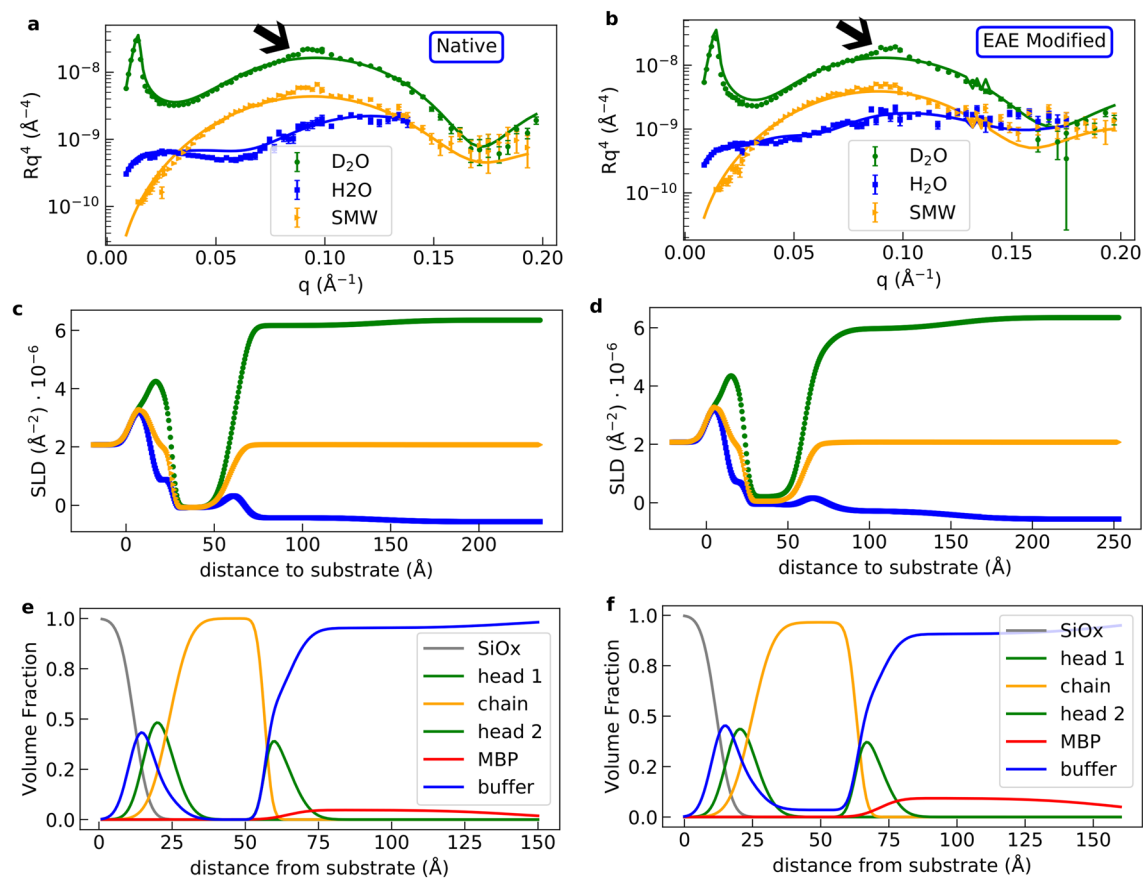 a
Native
Rq⁴ (Å⁻⁴)
10⁻⁸
10⁻⁹
10⁻¹⁰
D₂O
H2O
SMW
0.00 0.05 0.10 0.15 0.20
q (Å⁻¹)
b
EAE Modified
Rq⁴ (Å⁻⁴)
10⁻⁸
10⁻⁹
10⁻¹⁰
D₂O
H₂O
SMW
0.00 0.05 0.10 0.15 0.20
q (Å⁻¹)
c
SLD (Å⁻²) · 10⁻⁶
6
4
2
0
0 50 100 150 200
distance to substrate (Å)
d
SLD (Å⁻²) · 10⁻⁶
6
4
2
0
0 50 100 150 200 250
distance to substrate (Å)
e
Volume Fraction
1.0
0.8
0.5
0.2
0.0
SiOx
head 1
chain
head 2
MBP
buffer
0 25 50 75 100 125 150
distance from substrate (Å)
f
Volume Fraction
1.0
0.8
0.5
0.2
0.0
SiOx
head 1
chain
head 2
MBP
buffer
0 25 50 75 100 125 150
distance from substrate (Å)